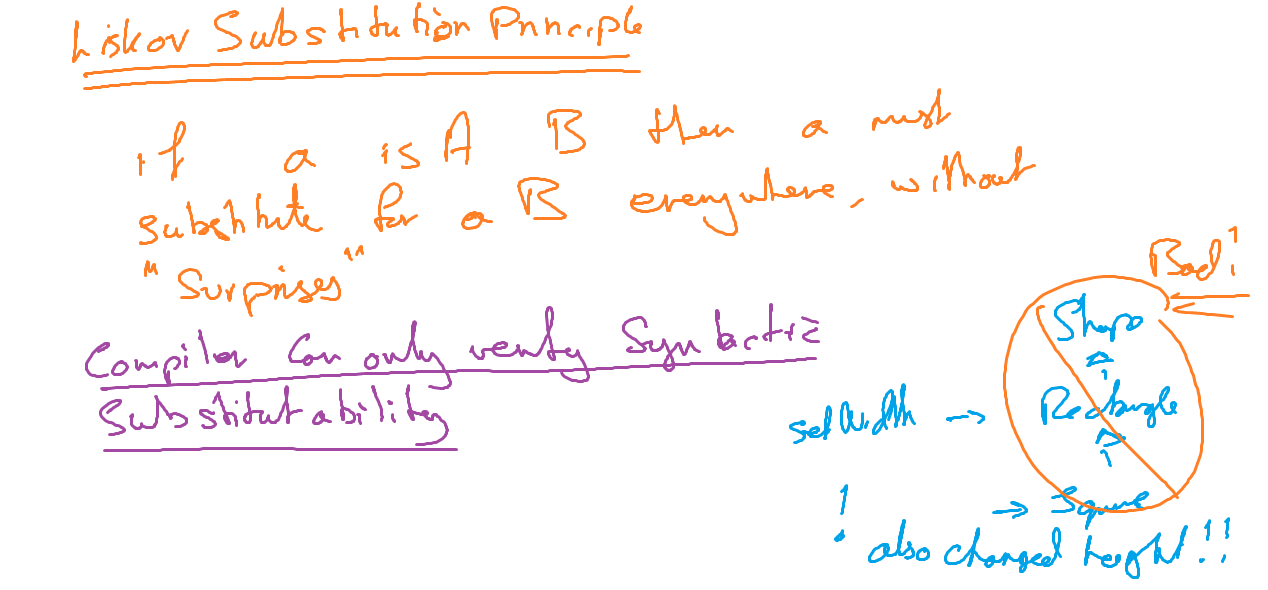 Liskov Substitution Principle
if a is A B then a must
substitute for a B everywhere, without
"Surprises"
Bad!
Compiler Can only verify Syntactic
Substitutability
Shape
Rectangle
setWidth →
→ Square
! also changed height!!